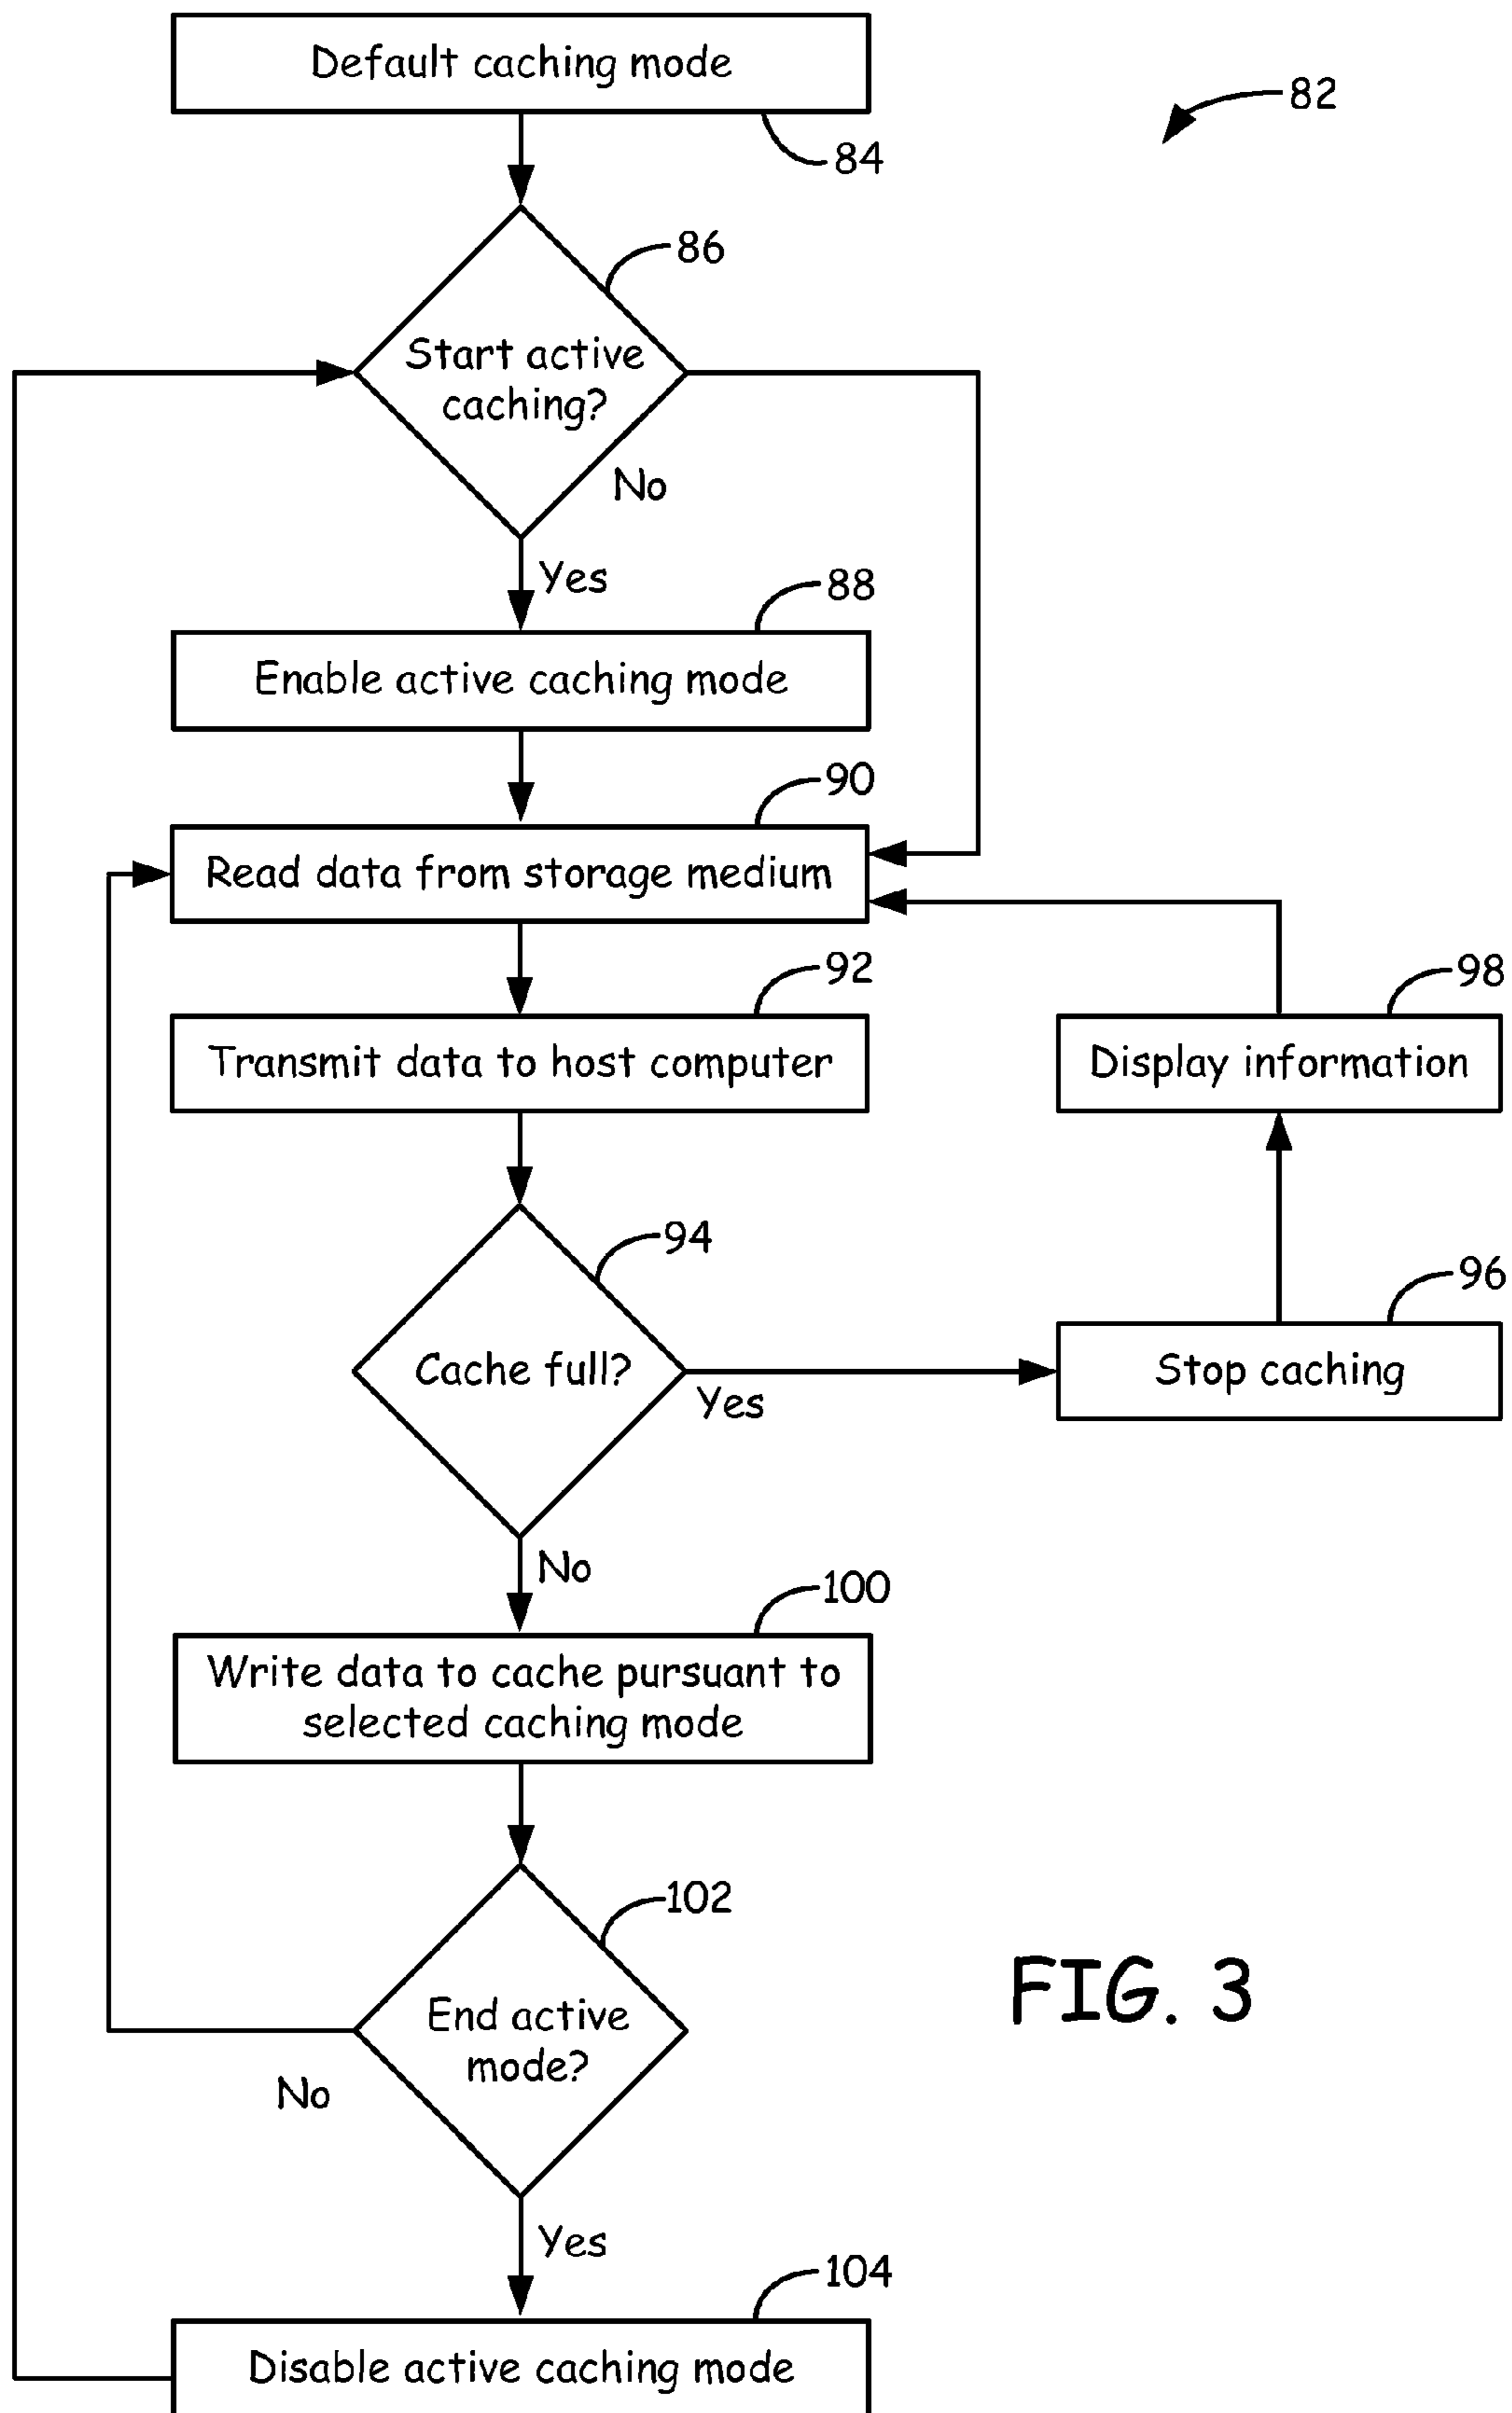 Default caching mode
82
84
86
Start active
caching?
No
Yes
88
Enable active caching mode
90
Read data from storage medium
92
98
Transmit data to host computer
Display information
94
96
Cache full?
Yes
Stop caching
No
100
Write data to cache pursuant to
selected caching mode
102
FIG. 3
End active
mode?
No
Yes
104
Disable active caching mode